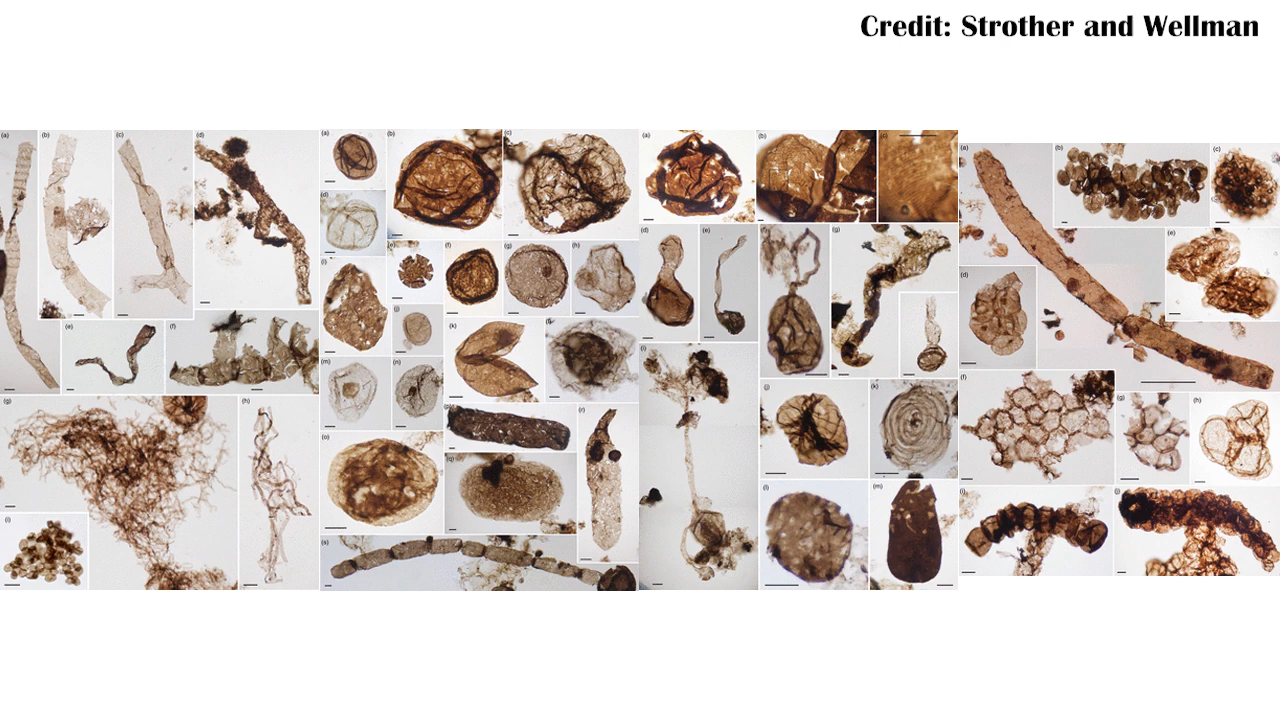 Credit: Strother and Wellman
(a)
(b)
(c)
(d)
(e)
(f)
(g)
(h)
(i)
(a)
(b)
(c)
(d)
(e)
(f)
(g)
(h)
(i)
(j)
(k)
(m)
(n)
(o)
(p)
(q)
(r)
(s)
(a)
(b)
(c)
(d)
(e)
(f)
(g)
(i)
(j)
(k)
(l)
(m)
(a)
(b)
(c)
(d)
(e)
(f)
(g)
(h)
(i)
(j)